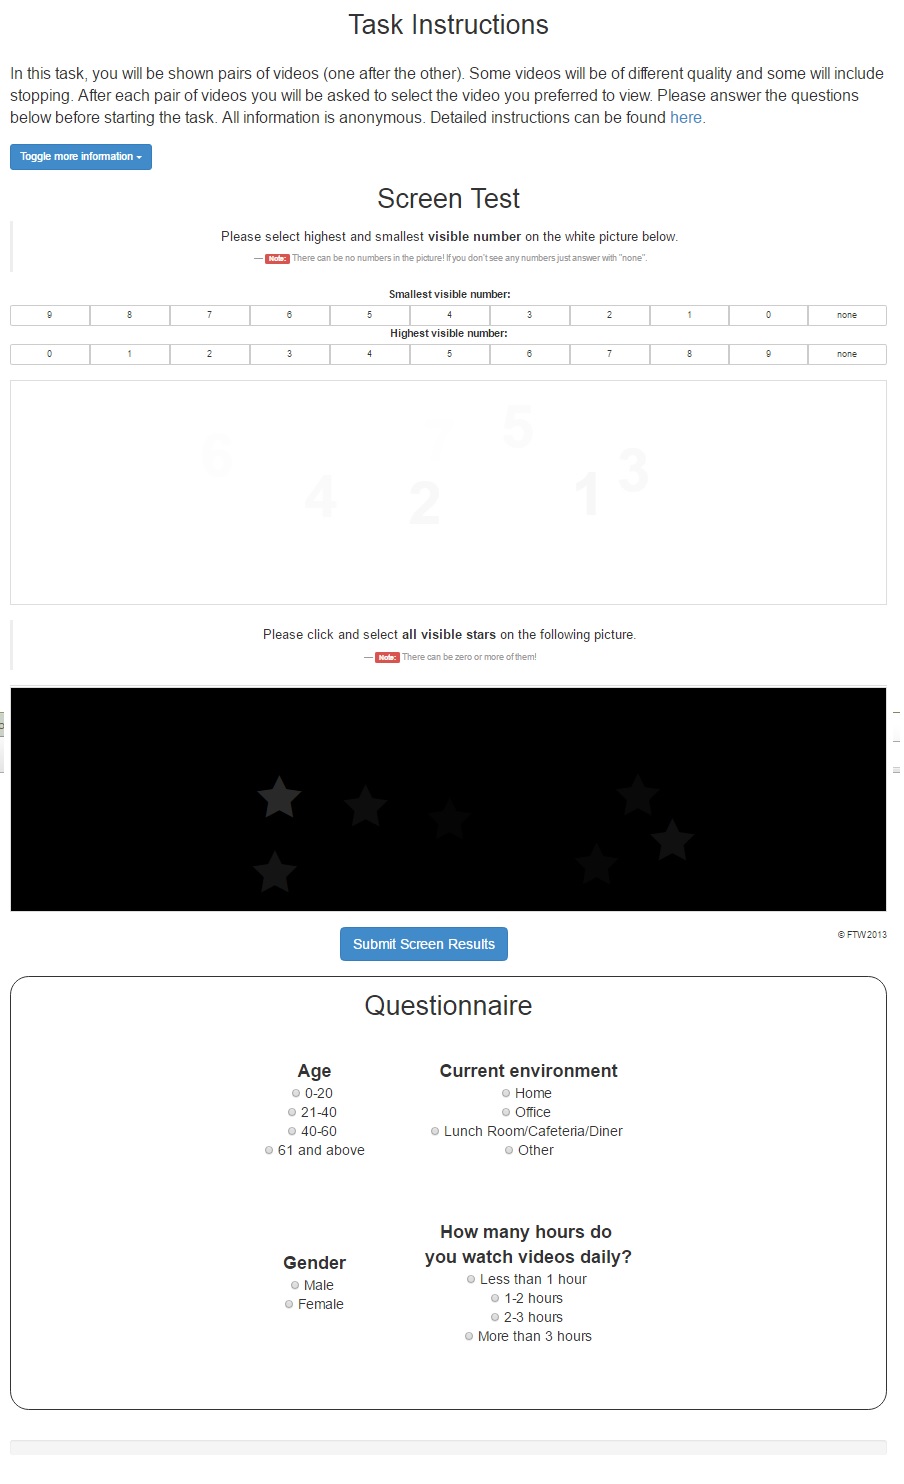 Task Instructions
In this task, you will be shown pairs of videos (one after the other). Some videos will be of different quality and some will include
stopping. After each pair of videos you will be asked to select the video you preferred to view. Please answer the questions
below before starting the task. All information is anonymous. Detailed instructions can be found here.
Toggle more information
Screen Test
Please select highest and smallest visible number on the white picture below.
— Note: There can be no numbers in the picture! If you don't see any numbers just answer with "none".
Smallest visible number:
9 8 7 6 5 4 3 2 1 0 none
Highest visible number:
0 1 2 3 4 5 6 7 8 9 none
5
6 7 3
4 2 1
Please click and select all visible stars on the following picture.
— Note: There can be zero or more of them!
Submit Screen Results
© FTW2013
Questionnaire
Age
0-20
21-40
40-60
61 and above
Current environment
Home
Office
Lunch Room/Cafeteria/Diner
Other
Gender
Male
Female
How many hours do
you watch videos daily?
Less than 1 hour
1-2 hours
2-3 hours
More than 3 hours